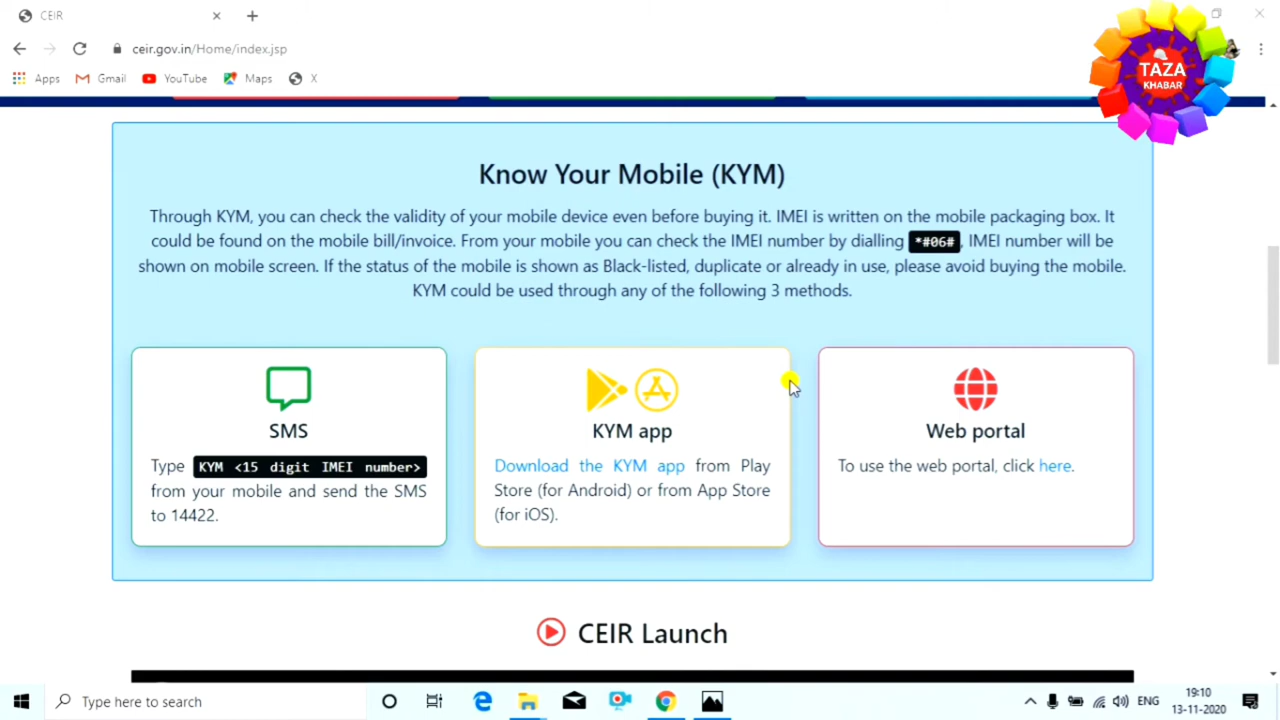 CEIR
ceir.gov.in/Home/index.jsp
Apps Gmail YouTube Maps X
TAZA
KHABAR
Know Your Mobile (KYM)
Through KYM, you can check the validity of your mobile device even before buying it. IMEI is written on the mobile packaging box. It
could be found on the mobile bill/invoice. From your mobile you can check the IMEI number by dialling *#06#, IMEI number will be
shown on mobile screen. If the status of the mobile is shown as Black-listed, duplicate or already in use, please avoid buying the mobile.
KYM could be used through any of the following 3 methods.
SMS
Type KYM <15 digit IMEI number>
from your mobile and send the SMS
to 14422.
KYM app
Download the KYM app from Play
Store (for Android) or from App Store
(for iOS).
Web portal
To use the web portal, click here.
CEIR Launch
Type here to search
ENG
19:10
13-11-2020